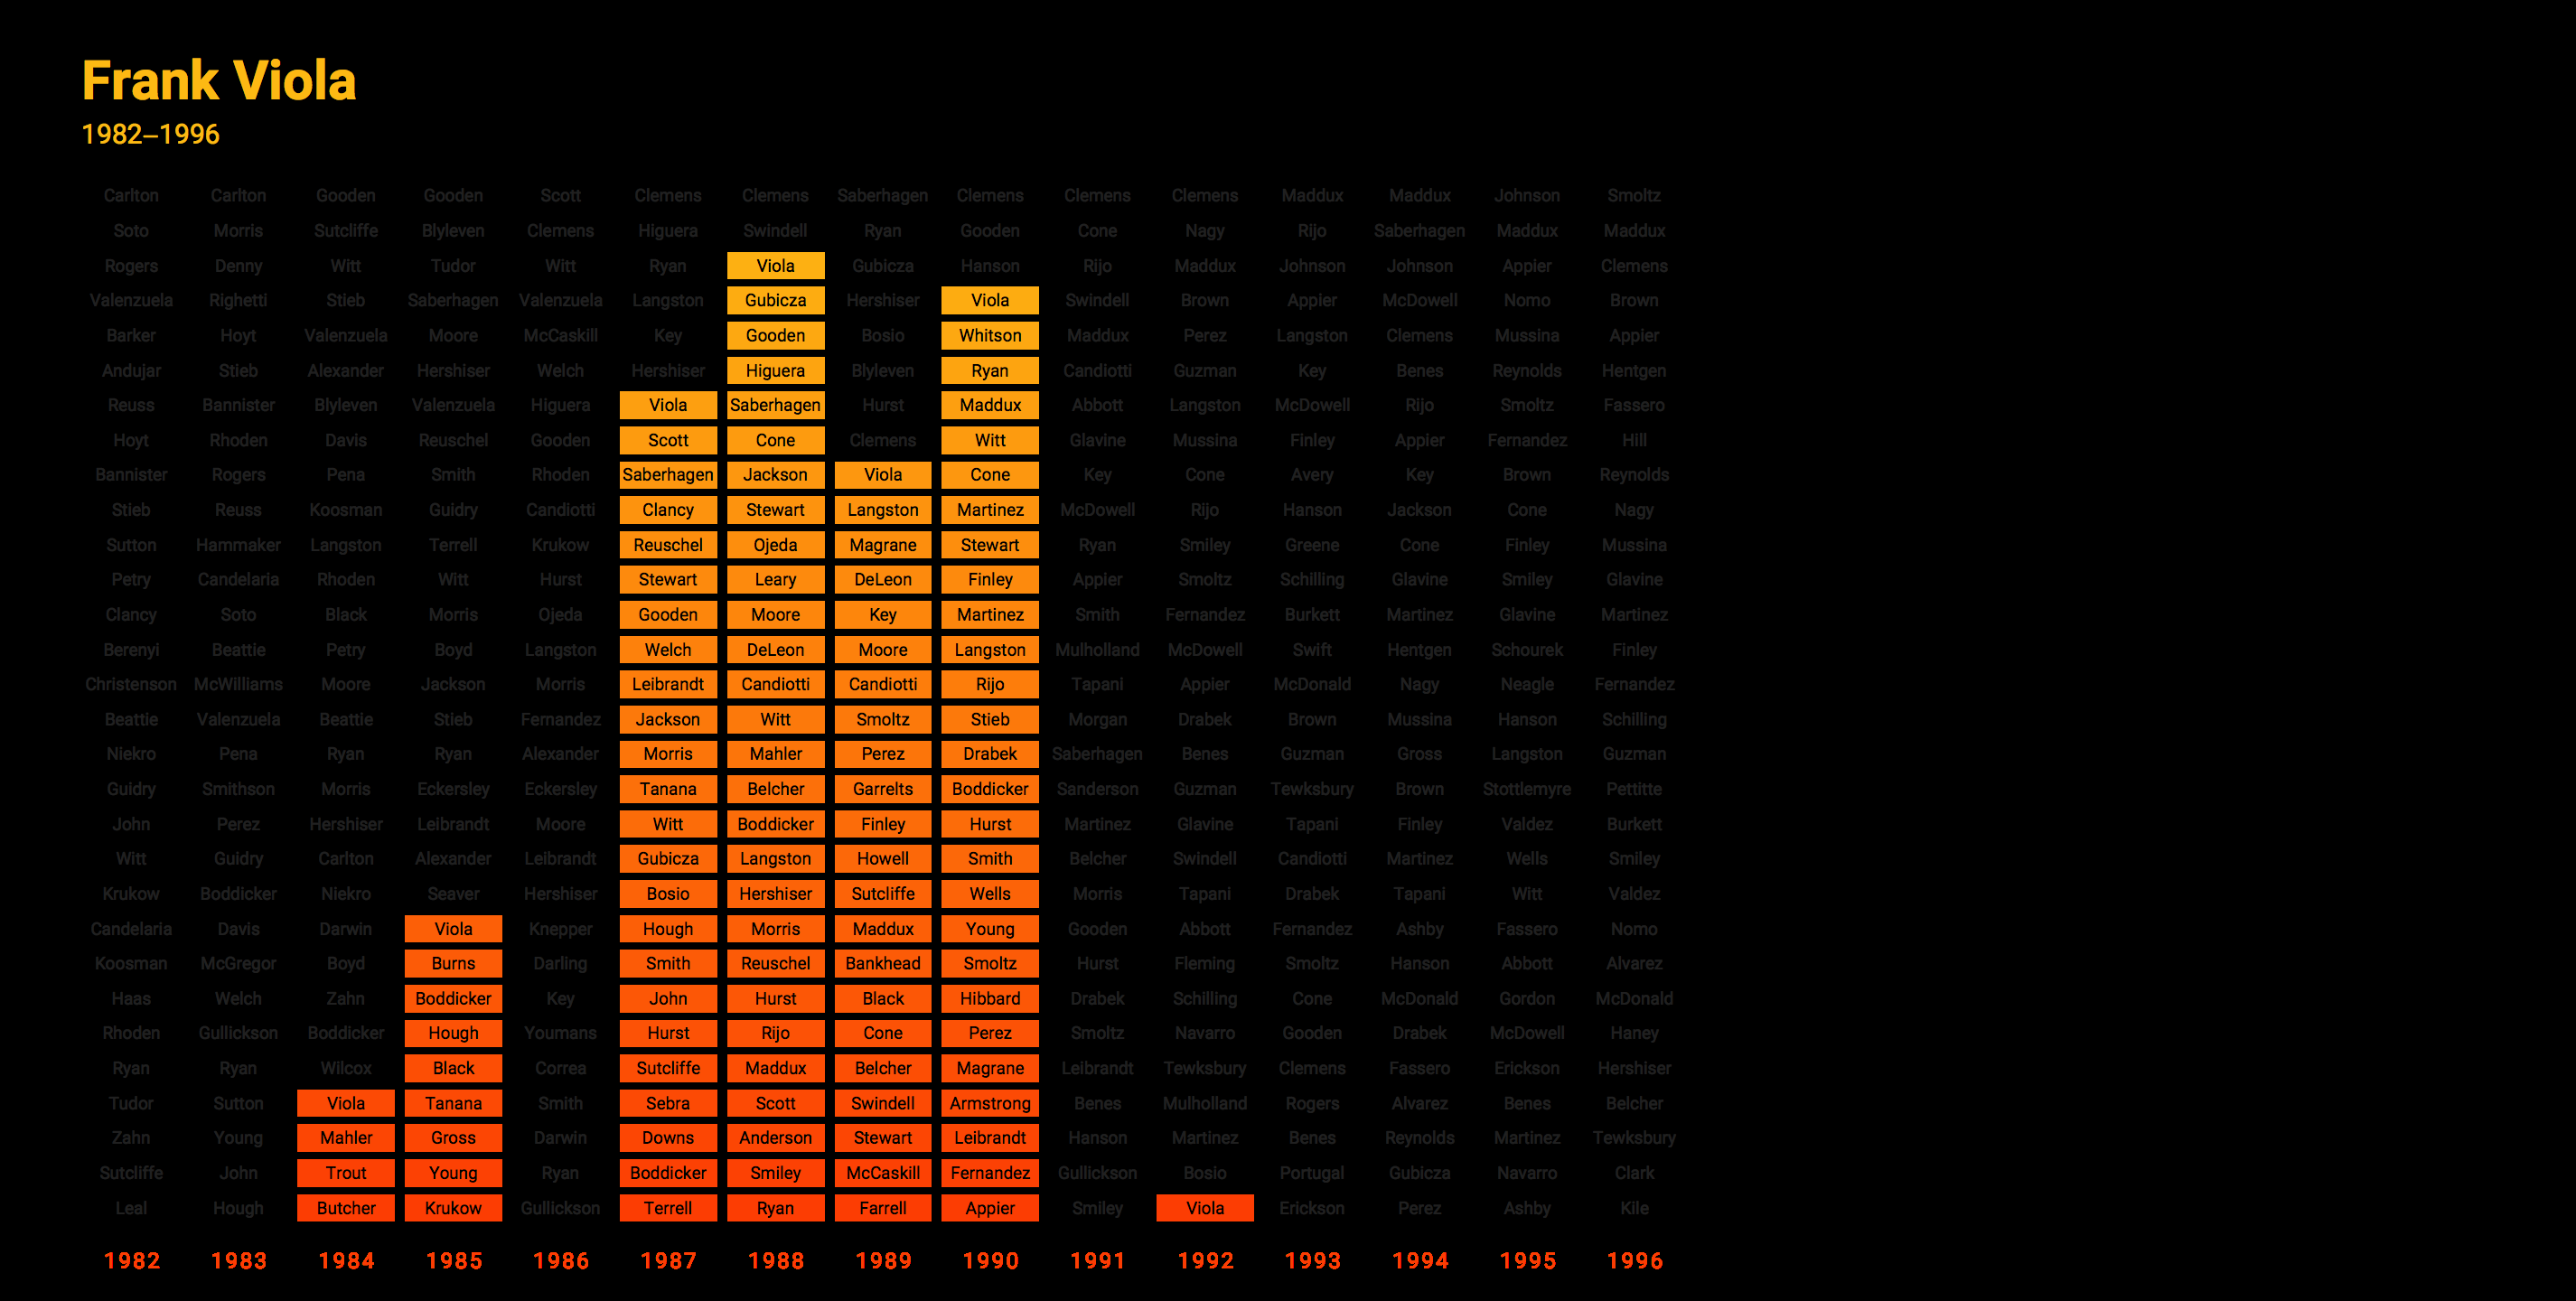 Frank Viola
1982–1996
Carlton Carlton Gooden Gooden Scott Clemens Clemens Saberhagen Clemens Clemens Clemens Maddux Maddux Johnson Smoltz
Soto Morris Sutcliffe Blyleven Clemens Higuera Swindell Ryan Gooden Cone Nagy Rijo Saberhagen Maddux Maddux
Rogers Denny Witt Tudor Witt Ryan Viola Gubicza Hanson Rijo Maddux Johnson Johnson Appier Clemens
Valenzuela Righetti Stieb Saberhagen Valenzuela Langston Gubicza Hershiser Viola Swindell Brown Appier McDowell Nomo Brown
Barker Hoyt Valenzuela Moore McCaskill Key Gooden Bosio Whitson Maddux Perez Langston Clemens Mussina Appier
Andujar Stieb Alexander Hershiser Welch Hershiser Higuera Blyleven Ryan Candiotti Guzman Key Benes Reynolds Hentgen
Reuss Bannister Blyleven Valenzuela Higuera Viola Saberhagen Hurst Maddux Abbott Langston McDowell Rijo Smoltz Fassero
Hoyt Rhoden Davis Reuschel Gooden Scott Cone Clemens Witt Glavine Mussina Finley Appier Fernandez Hill
Bannister Rogers Pena Smith Rhoden Saberhagen Jackson Viola Cone Key Cone Avery Key Brown Reynolds
Stieb Reuss Koosman Guidry Candiotti Clancy Stewart Langston Martinez McDowell Rijo Hanson Jackson Cone Nagy
Sutton Hammaker Langston Terrell Krukow Reuschel Ojeda Magrane Stewart Ryan Smiley Greene Cone Finley Mussina
Petry Candelaria Rhoden Witt Hurst Stewart Leary DeLeon Finley Appier Smoltz Schilling Glavine Smiley Glavine
Clancy Soto Black Morris Ojeda Gooden Moore Key Martinez Smith Fernandez Burkett Martinez Glavine Martinez
Berenyi Beattie Petry Boyd Langston Welch DeLeon Moore Langston Mulholland McDowell Swift Hentgen Schourek Finley
Christenson McWilliams Moore Jackson Morris Leibrandt Candiotti Candiotti Rijo Tapani Appier McDonald Nagy Neagle Fernandez
Beattie Valenzuela Beattie Stieb Fernandez Jackson Witt Smoltz Stieb Morgan Drabek Brown Mussina Hanson Schilling
Niekro Pena Ryan Ryan Alexander Morris Mahler Perez Drabek Saberhagen Benes Guzman Gross Langston Guzman
Guidry Smithson Morris Eckersley Eckersley Tanana Belcher Garrelts Boddicker Sanderson Guzman Tewksbury Brown Stottlemyre Pettitte
John Perez Hershiser Leibrandt Moore Witt Boddicker Finley Hurst Martinez Glavine Tapani Finley Valdez Burkett
Witt Guidry Carlton Alexander Leibrandt Gubicza Langston Howell Smith Belcher Swindell Candiotti Martinez Wells Smiley
Krukow Boddicker Niekro Seaver Hershiser Bosio Hershiser Sutcliffe Wells Morris Tapani Drabek Tapani Witt Valdez
Candelaria Davis Darwin Viola Knepper Hough Morris Maddux Young Gooden Abbott Fernandez Ashby Fassero Nomo
Koosman McGregor Boyd Burns Darling Smith Reuschel Bankhead Smoltz Hurst Fleming Smoltz Hanson Abbott Alvarez
Haas Welch Zahn Boddicker Key John Hurst Black Hibbard Drabek Schilling Cone McDonald Gordon McDonald
Rhoden Gullickson Boddicker Hough Youmans Hurst Rijo Cone Perez Smoltz Navarro Gooden Drabek McDowell Haney
Ryan Ryan Wilcox Black Correa Sutcliffe Maddux Belcher Magrane Leibrandt Tewksbury Clemens Fassero Erickson Hershiser
Tudor Sutton Viola Tanana Smith Sebra Scott Swindell Armstrong Benes Mulholland Rogers Alvarez Benes Belcher
Zahn Young Mahler Gross Darwin Downs Anderson Stewart Leibrandt Hanson Martinez Benes Reynolds Martinez Tewksbury
Sutcliffe John Trout Young Ryan Boddicker Smiley McCaskill Fernandez Gullickson Bosio Portugal Gubicza Navarro Clark
Leal Hough Butcher Krukow Gullickson Terrell Ryan Farrell Appier Smiley Viola Erickson Perez Ashby Kile
1982 1983 1984 1985 1986 1987 1988 1989 1990 1991 1992 1993 1994 1995 1996